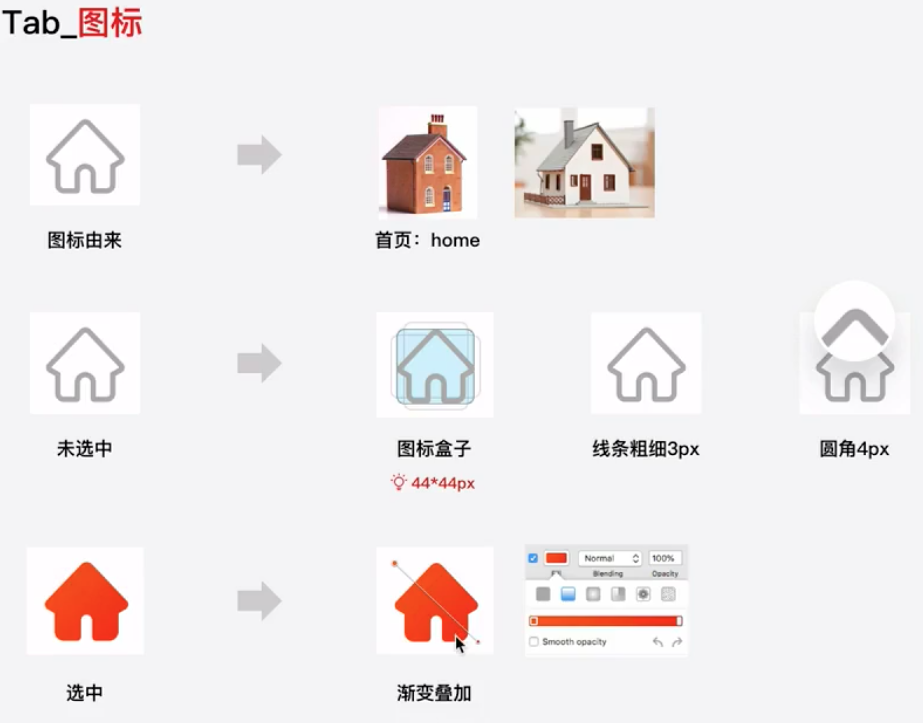 Tab_图标
图标由来
首页：home
未选中
图标盒子
线条粗细3px
圆角4px
44*44px
Normal
100%
Fill
Blending
Opacity
Smooth opacity
选中
渐变叠加